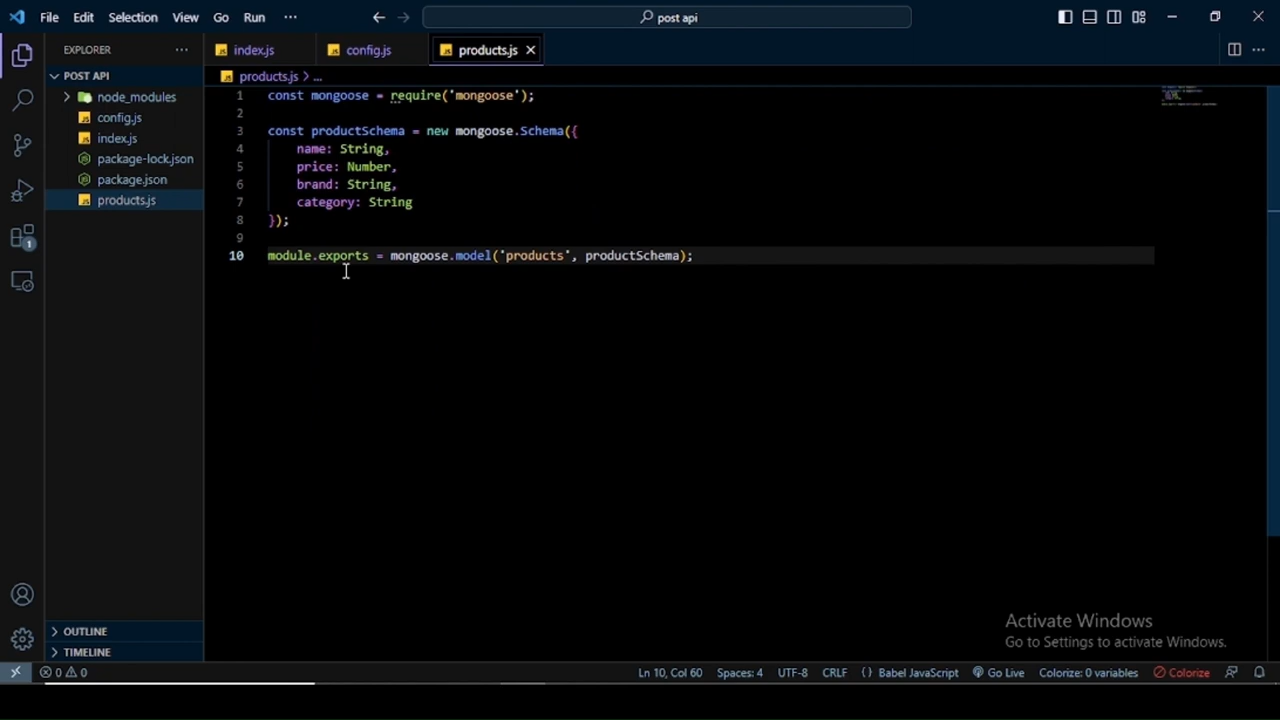 File Edit Selection View Go Run ··· post api
EXPLORER ···
index.js config.js products.js
POST API
products.js > ...
node_modules
config.js
index.js
package-lock.json
package.json
products.js
1 const mongoose = require('mongoose');
2
3 const productSchema = new mongoose.Schema({
4 name: String,
5 price: Number,
6 brand: String,
7 category: String
8 });
9
10 module.exports = mongoose.model('products', productSchema);
1
Activate Windows
Go to Settings to activate Windows.
OUTLINE
TIMELINE
0 0 Ln 10, Col 60 Spaces: 4 UTF-8 CRLF { } Babel JavaScript Go Live Colorize: 0 variables Colorize